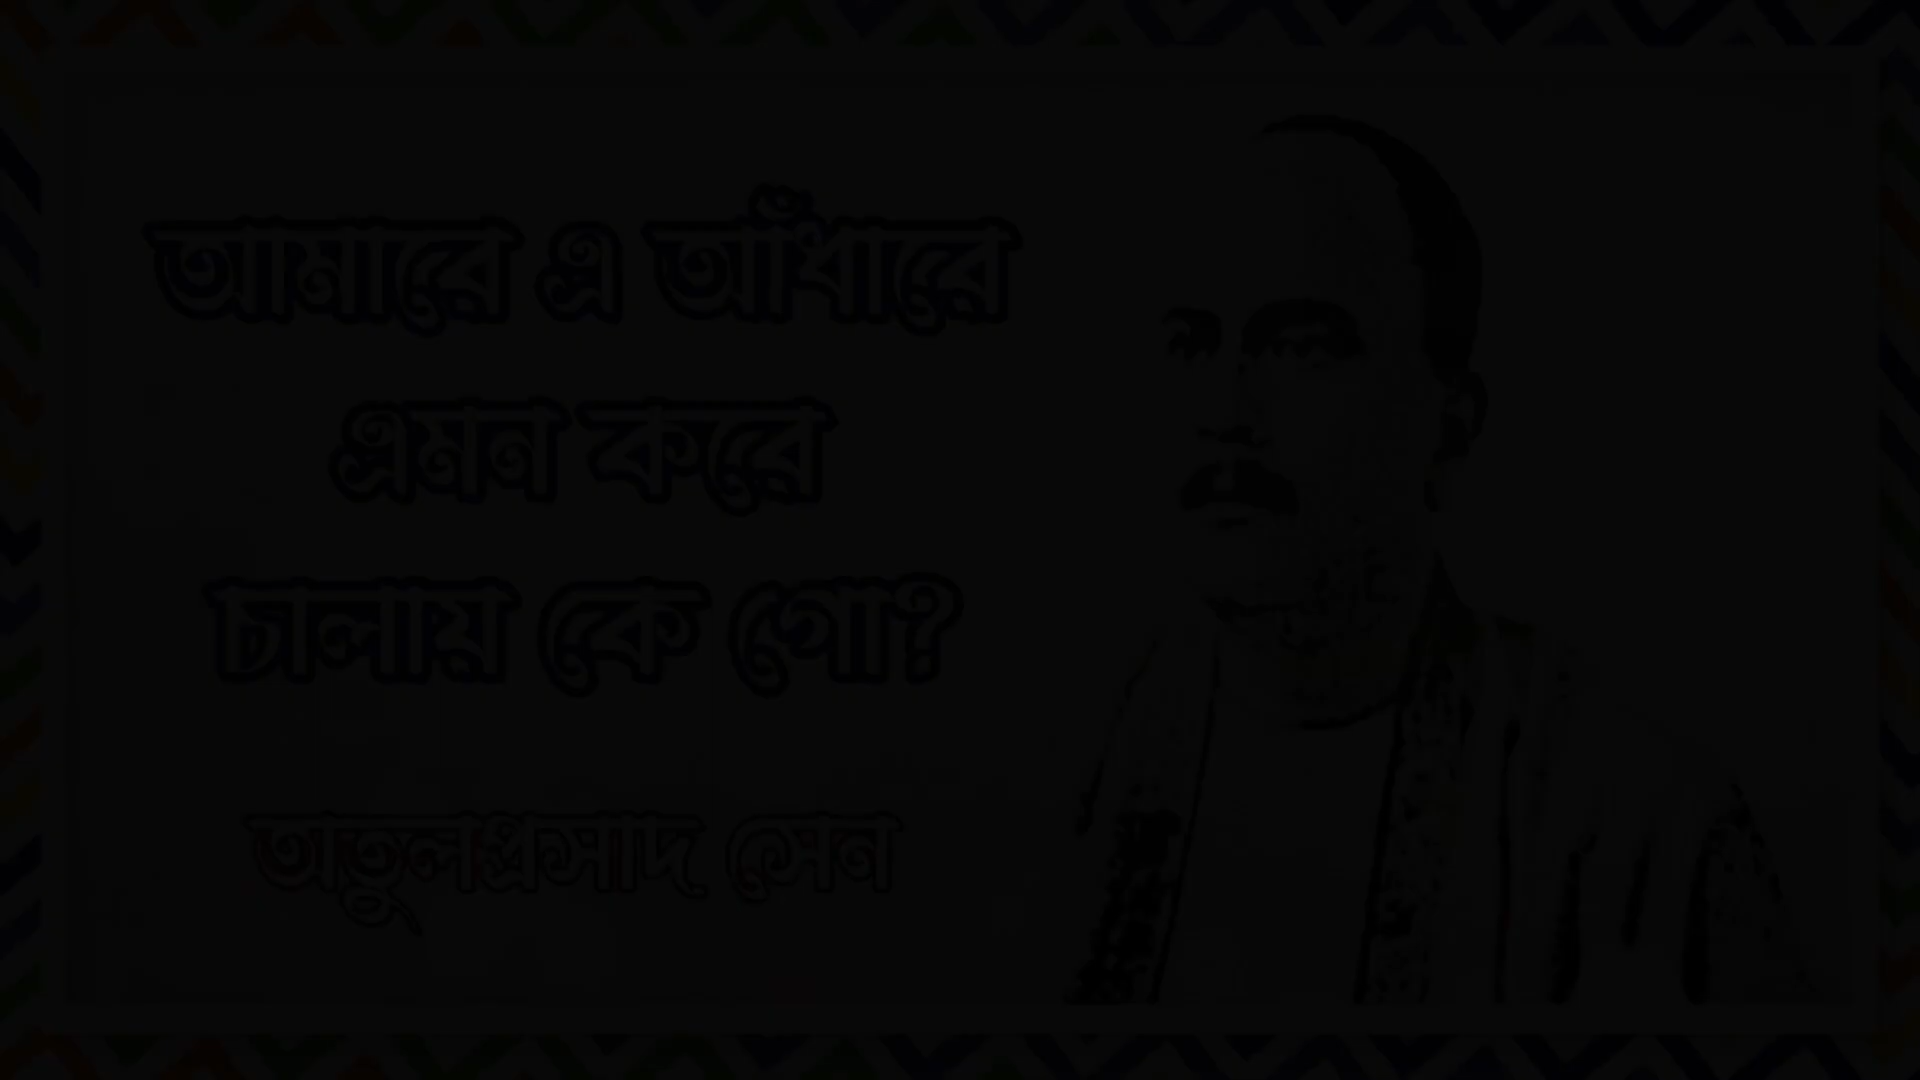 আমারে এ আঁধারে
এমন করে
চালায় কে গো?
অতুলপ্রসাদ সেন